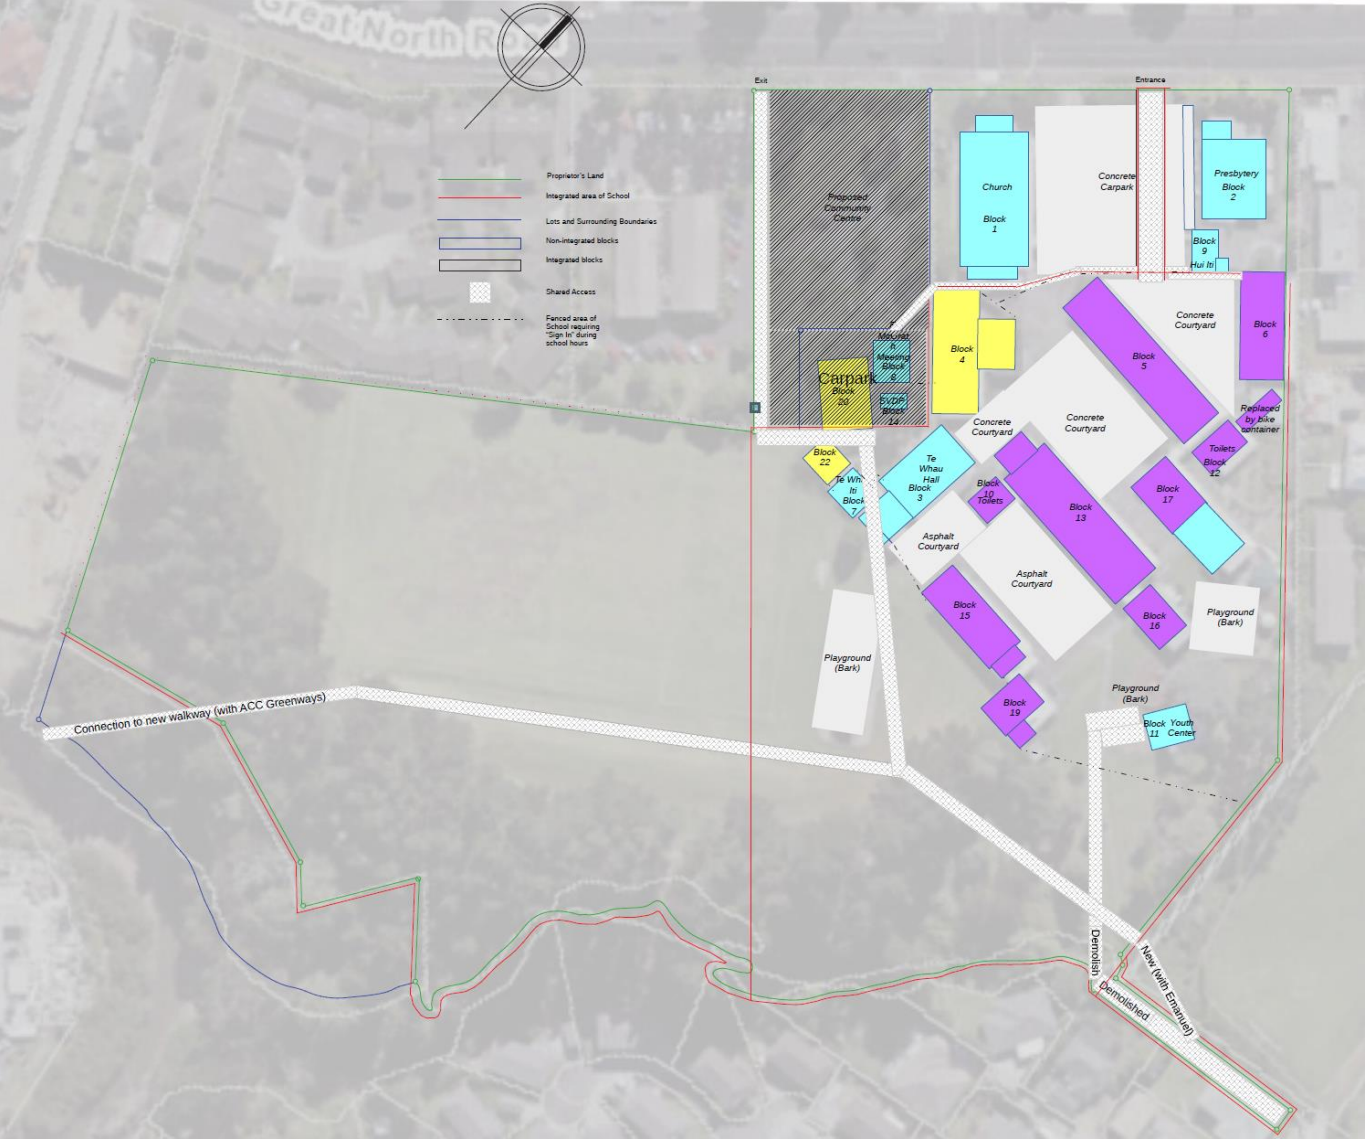 Great North Road
Exit
Entrance
Proprietor's Land
Integrated area of School
Lots and Surrounding Boundaries
Non-integrated blocks
Integrated blocks
Shared Access
Fenced area of
School requiring
"Sign In" during
school hours
Proposed
Community
Centre
Church
Block
1
Concrete
Carpark
Presbytery
Block
2
Block
9
Hui Iti
Concrete
Courtyard
Block
6
Block
5
Block
4
Meeting
Block
Carpark
Block
20
SVDP
Block
14
Concrete
Courtyard
Concrete
Courtyard
Replaced
by bike
container
Toilets
Block
12
Block
22
Te Whau
Hall
Block
3
Iti
Block
7
Block
10
Toilets
Block
13
Block
17
Asphalt
Courtyard
Asphalt
Courtyard
Block
15
Block
16
Playground
(Bark)
Playground
(Bark)
Block
19
Playground
(Bark)
Block
11
Youth
Center
Connection to new walkway (with ACC Greenways)
Demolish
Demolished
New (with Emanuel)